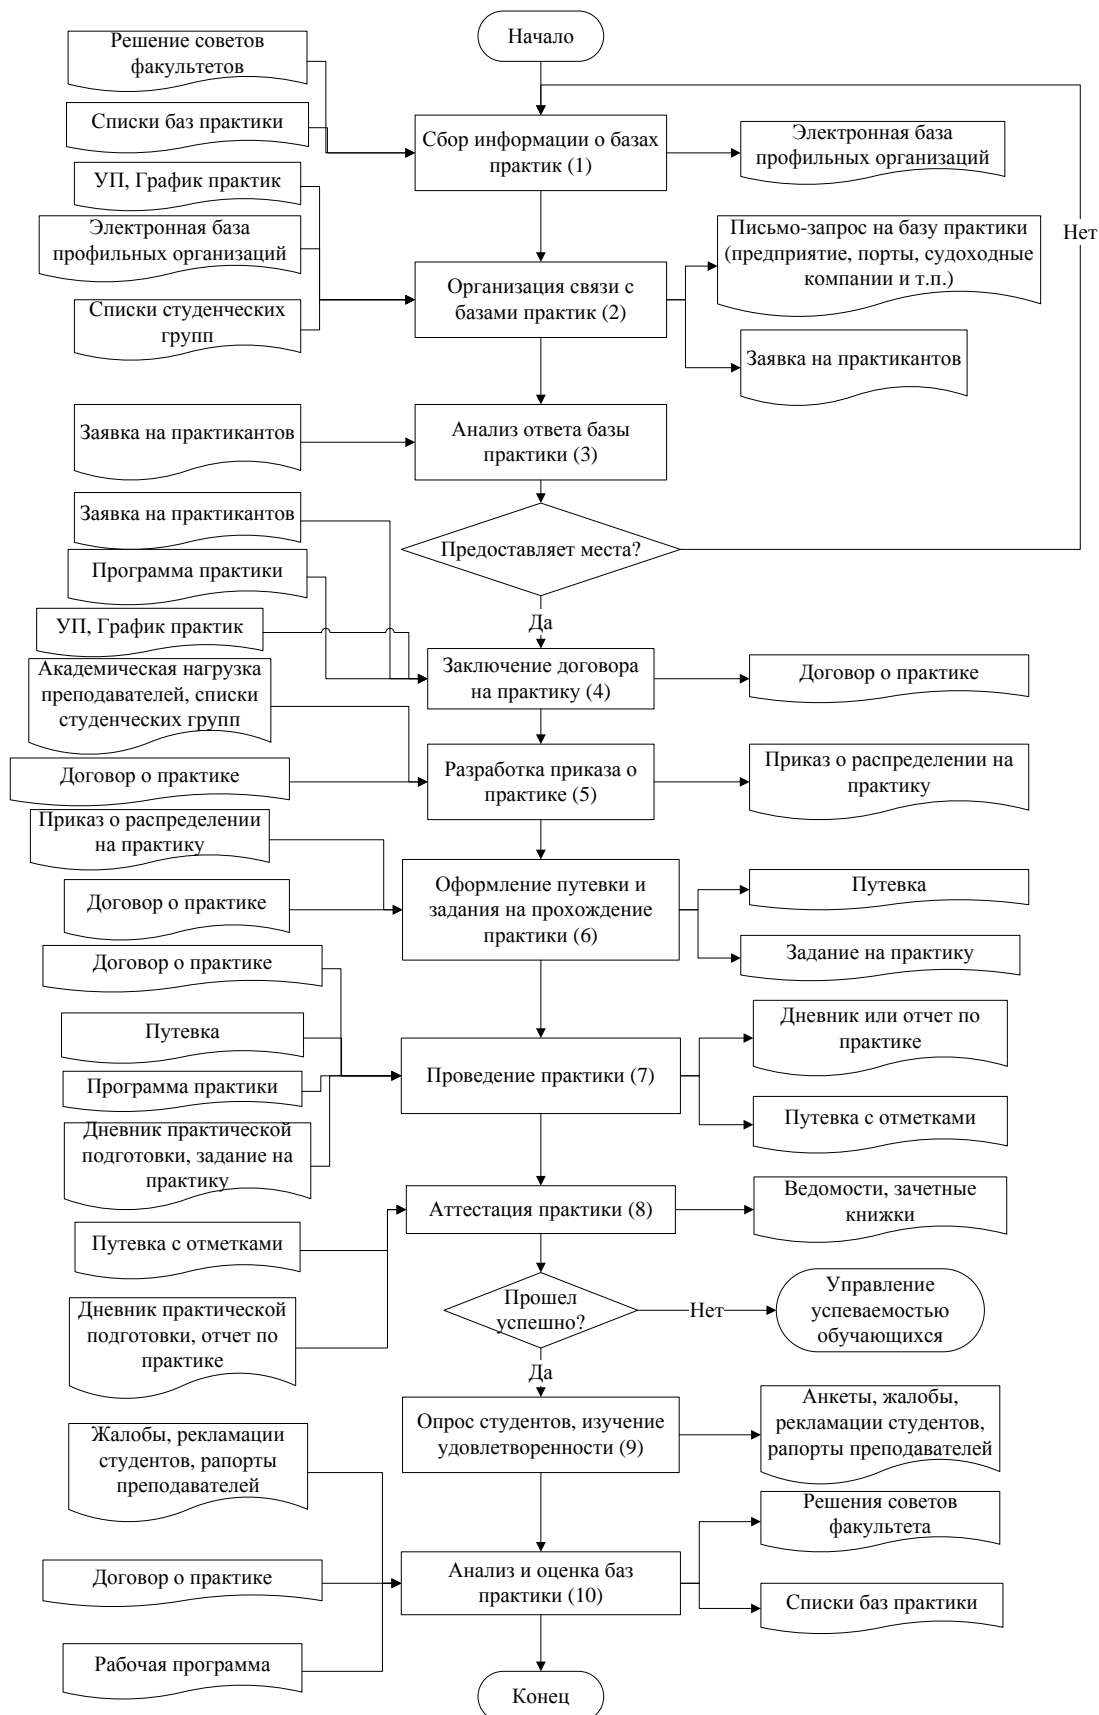 Начало
Решение советов
факультетов
Списки баз практики
Сбор информации о базах
практик (1)
Электронная база
профильных организаций
УП, График практик
Электронная база
профильных организаций
Списки студенческих
групп
Организация связи с
базами практик (2)
Письмо-запрос на базу практики
(предприятие, порты, судоходные
компании и т.п.)
Нет
Заявка на практикантов
Заявка на практикантов
Анализ ответа базы
практики (3)
Заявка на практикантов
Предоставляет места?
Программа практики
Да
УП, График практик
Заключение договора
на практику (4)
Договор о практике
Академическая нагрузка
преподавателей, списки
студенческих групп
Договор о практике
Разработка приказа о
практике (5)
Приказ о распределении на
практику
Приказ о распределении
на практику
Договор о практике
Оформление путевки и
задания на прохождение
практики (6)
Путевка
Задание на практику
Договор о практике
Путевка
Программа практики
Дневник практической
подготовки, задание на
практику
Проведение практики (7)
Дневник или отчет по
практике
Путевка с отметками
Аттестация практики (8)
Ведомости, зачетные
книжки
Путевка с отметками
Дневник практической
подготовки, отчет по
практике
Прошел
успешно?
Нет
Управление
успеваемостью
обучающихся
Да
Опрос студентов, изучение
удовлетворенности (9)
Анкеты, жалобы,
рекламации студентов,
рапорты преподавателей
Жалобы, рекламации
студентов, рапорты
преподавателей
Договор о практике
Рабочая программа
Анализ и оценка баз
практики (10)
Решения советов
факультета
Списки баз практики
Конец